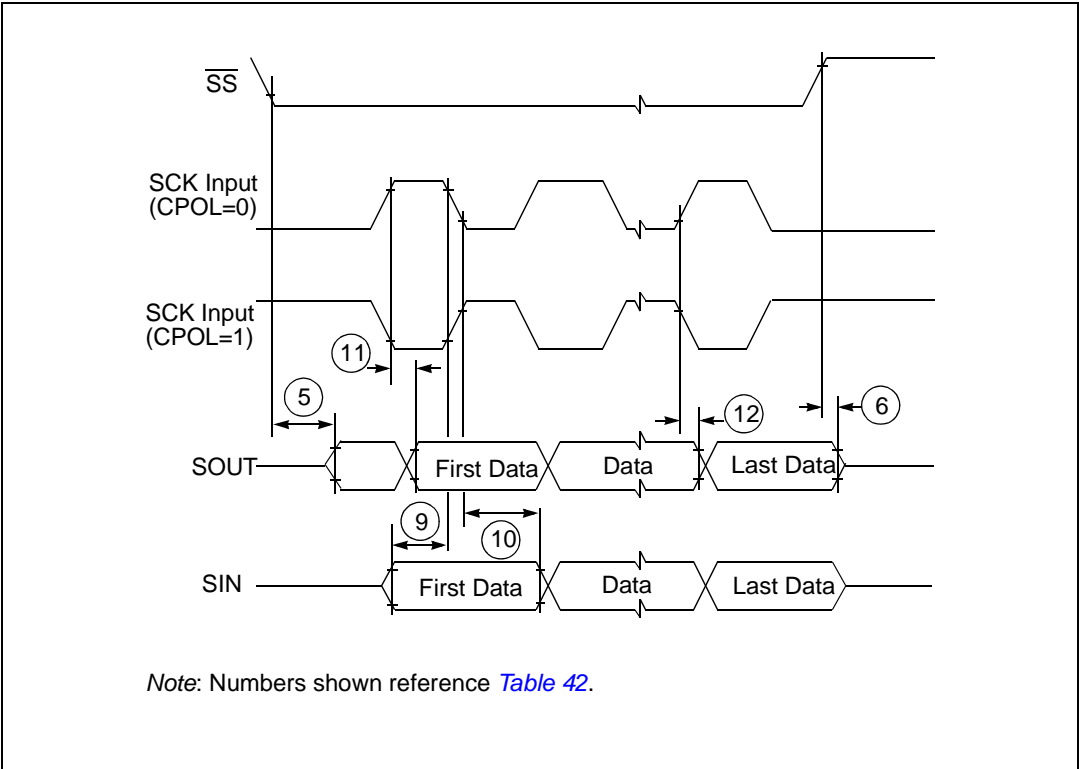 SS
SCK Input
(CPOL=0)
SCK Input
(CPOL=1)
11
5
12
6
SOUT
First Data
Data
Last Data
9
10
SIN
First Data
Data
Last Data
Note: Numbers shown reference Table 42.